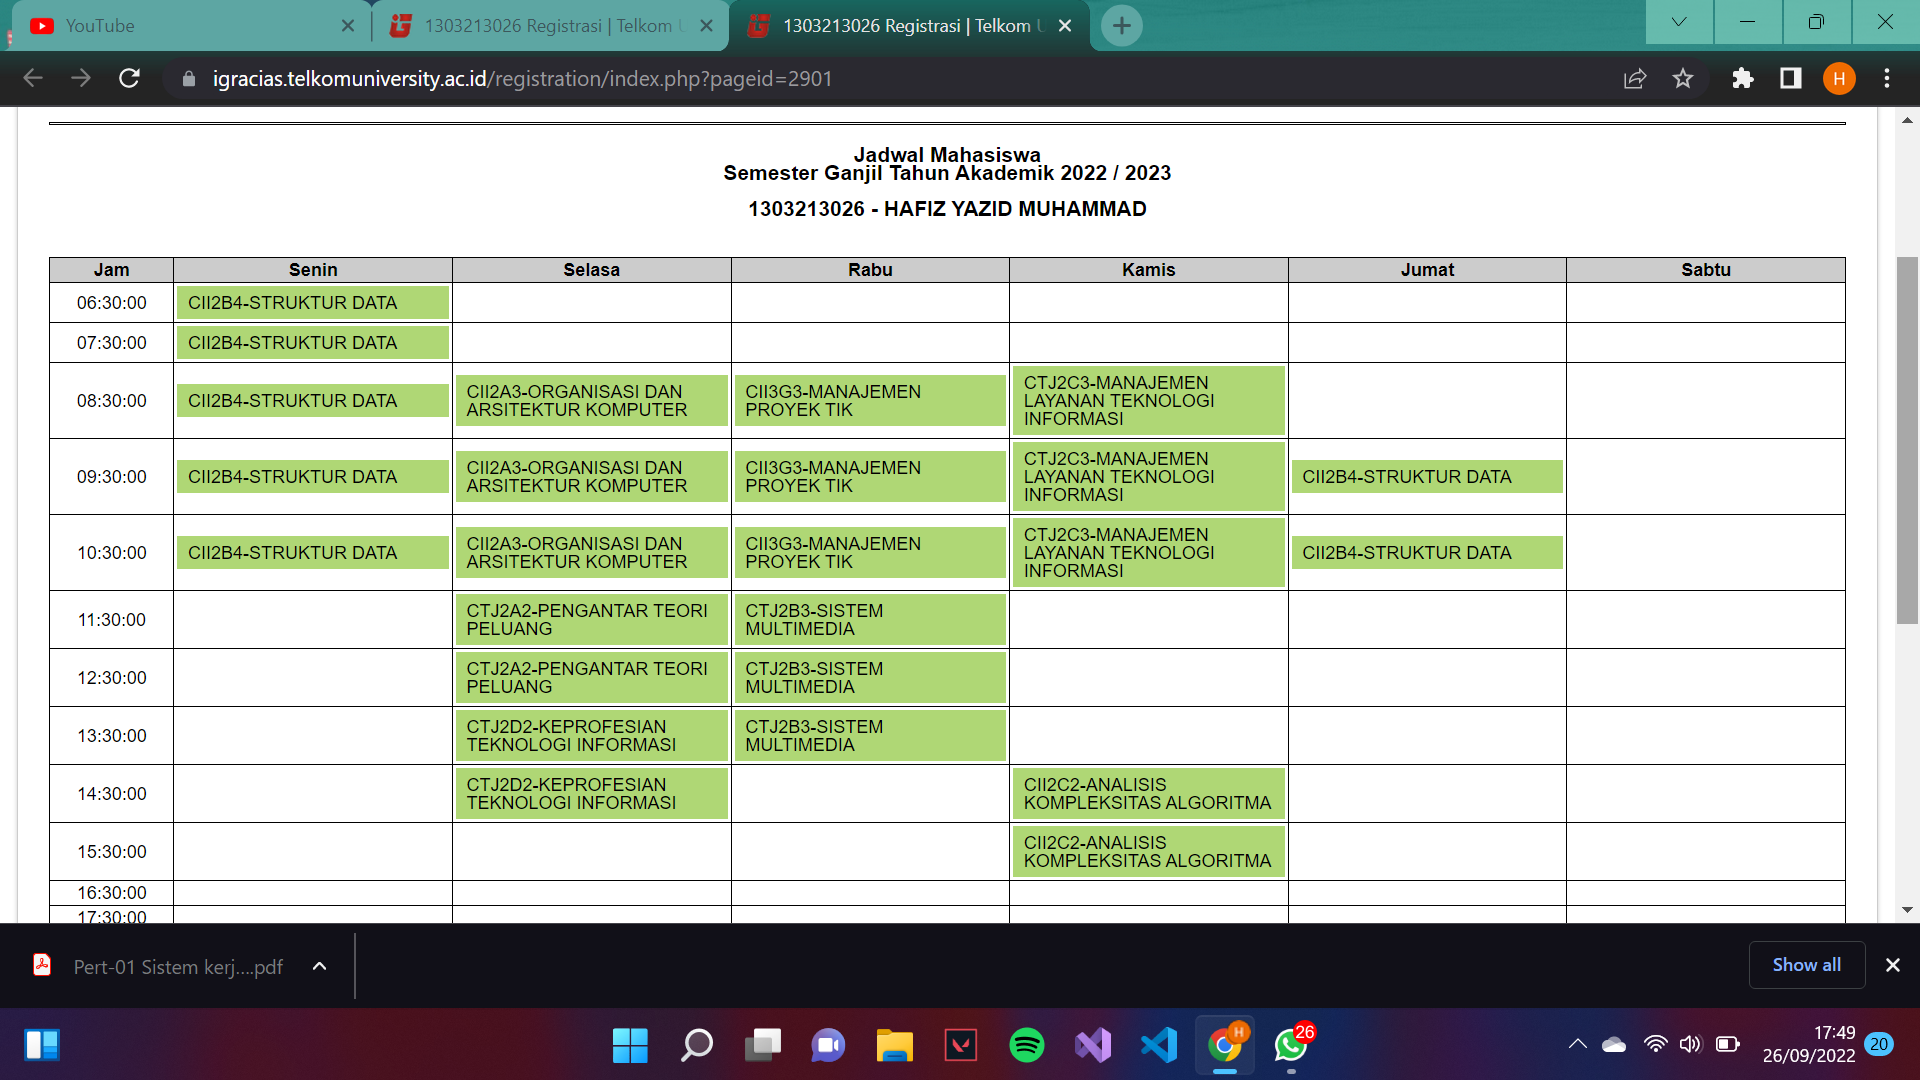 YouTube
1303213026 Registrasi | Telkom U
1303213026 Registrasi | Telkom U
igracias.telkomuniversity.ac.id/registration/index.php?pageid=2901
H
Jadwal Mahasiswa
Semester Ganjil Tahun Akademik 2022 / 2023
1303213026 - HAFIZ YAZID MUHAMMAD
Jam Senin Selasa Rabu Kamis Jumat Sabtu
06:30:00 CII2B4-STRUKTUR DATA
07:30:00 CII2B4-STRUKTUR DATA
08:30:00 CII2B4-STRUKTUR DATA
CII2A3-ORGANISASI DAN
ARSITEKTUR KOMPUTER
CII3G3-MANAJEMEN
PROYEK TIK
CTJ2C3-MANAJEMEN
LAYANAN TEKNOLOGI
INFORMASI
09:30:00 CII2B4-STRUKTUR DATA
CII2A3-ORGANISASI DAN
ARSITEKTUR KOMPUTER
CII3G3-MANAJEMEN
PROYEK TIK
CTJ2C3-MANAJEMEN
LAYANAN TEKNOLOGI
INFORMASI
CII2B4-STRUKTUR DATA
10:30:00 CII2B4-STRUKTUR DATA
CII2A3-ORGANISASI DAN
ARSITEKTUR KOMPUTER
CII3G3-MANAJEMEN
PROYEK TIK
CTJ2C3-MANAJEMEN
LAYANAN TEKNOLOGI
INFORMASI
CII2B4-STRUKTUR DATA
11:30:00
CTJ2A2-PENGANTAR TEORI
PELUANG
CTJ2B3-SISTEM
MULTIMEDIA
12:30:00
CTJ2A2-PENGANTAR TEORI
PELUANG
CTJ2B3-SISTEM
MULTIMEDIA
13:30:00
CTJ2D2-KEPROFESIAN
TEKNOLOGI INFORMASI
CTJ2B3-SISTEM
MULTIMEDIA
14:30:00
CTJ2D2-KEPROFESIAN
TEKNOLOGI INFORMASI
CII2C2-ANALISIS
KOMPLEKSITAS ALGORITMA
15:30:00
CII2C2-ANALISIS
KOMPLEKSITAS ALGORITMA
16:30:00
17:30:00
Pert-01 Sistem kerj....pdf
Show all
H
26
17:49
26/09/2022
20